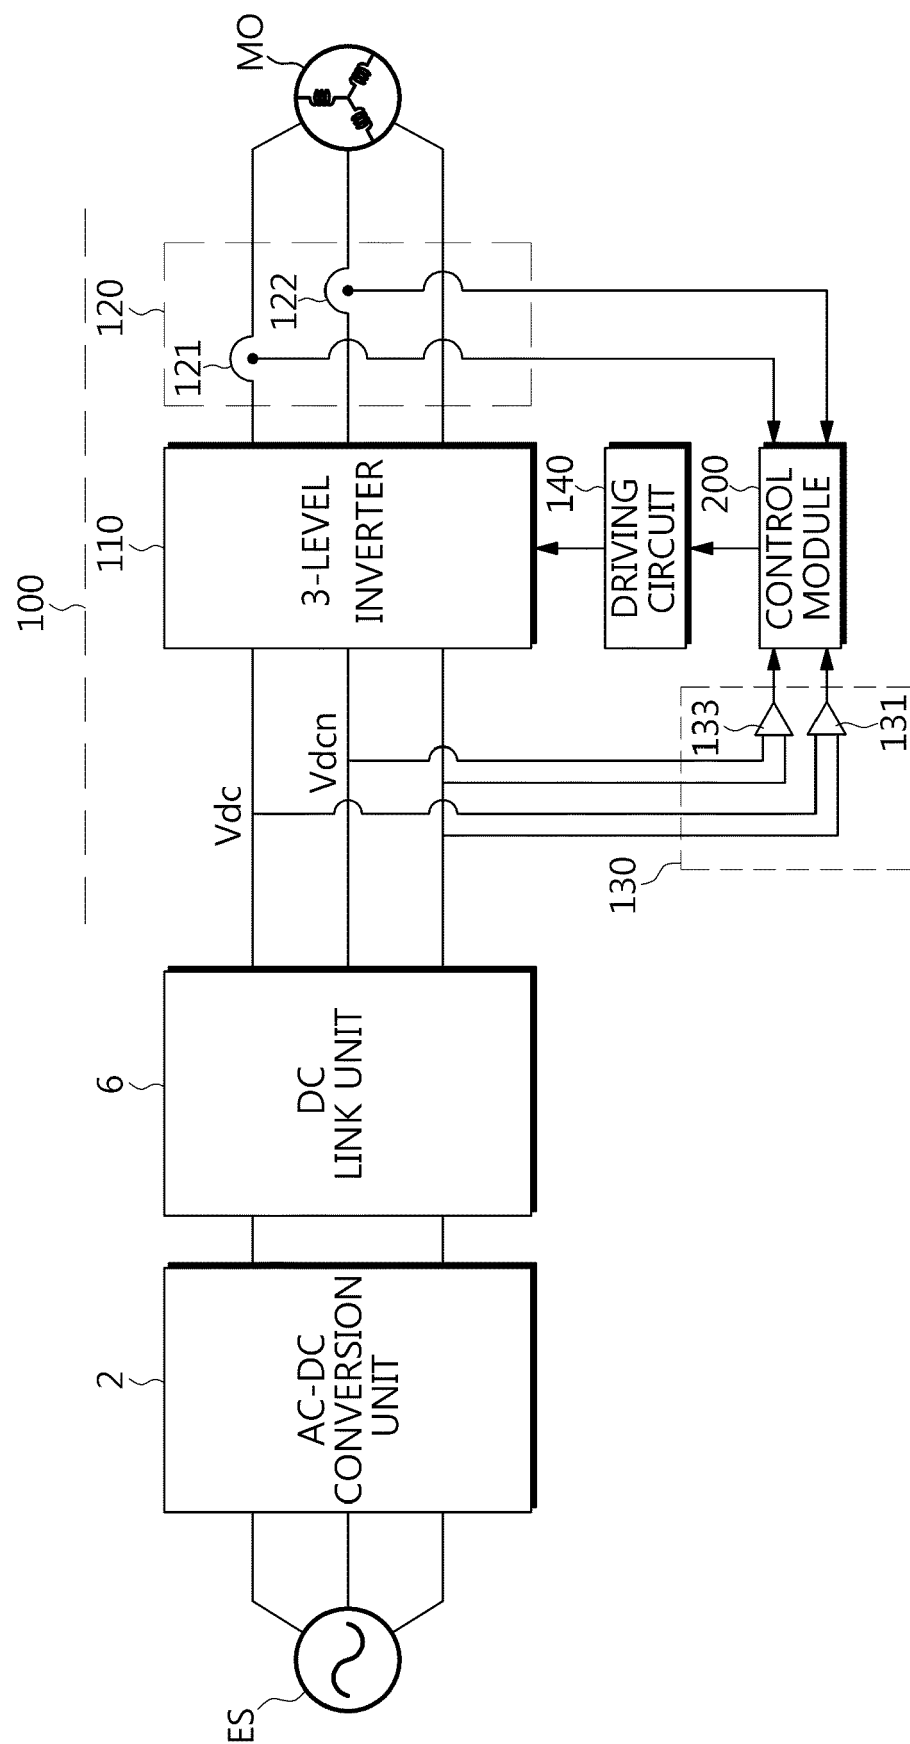 100
ES
2
AC-DC
CONVERSION
UNIT
6
DC
LINK UNIT
Vdc
Vdcn
110
3-LEVEL
INVERTER
120
121
122
MO
130
133
131
140
DRIVING
CIRCUIT
200
CONTROL
MODULE